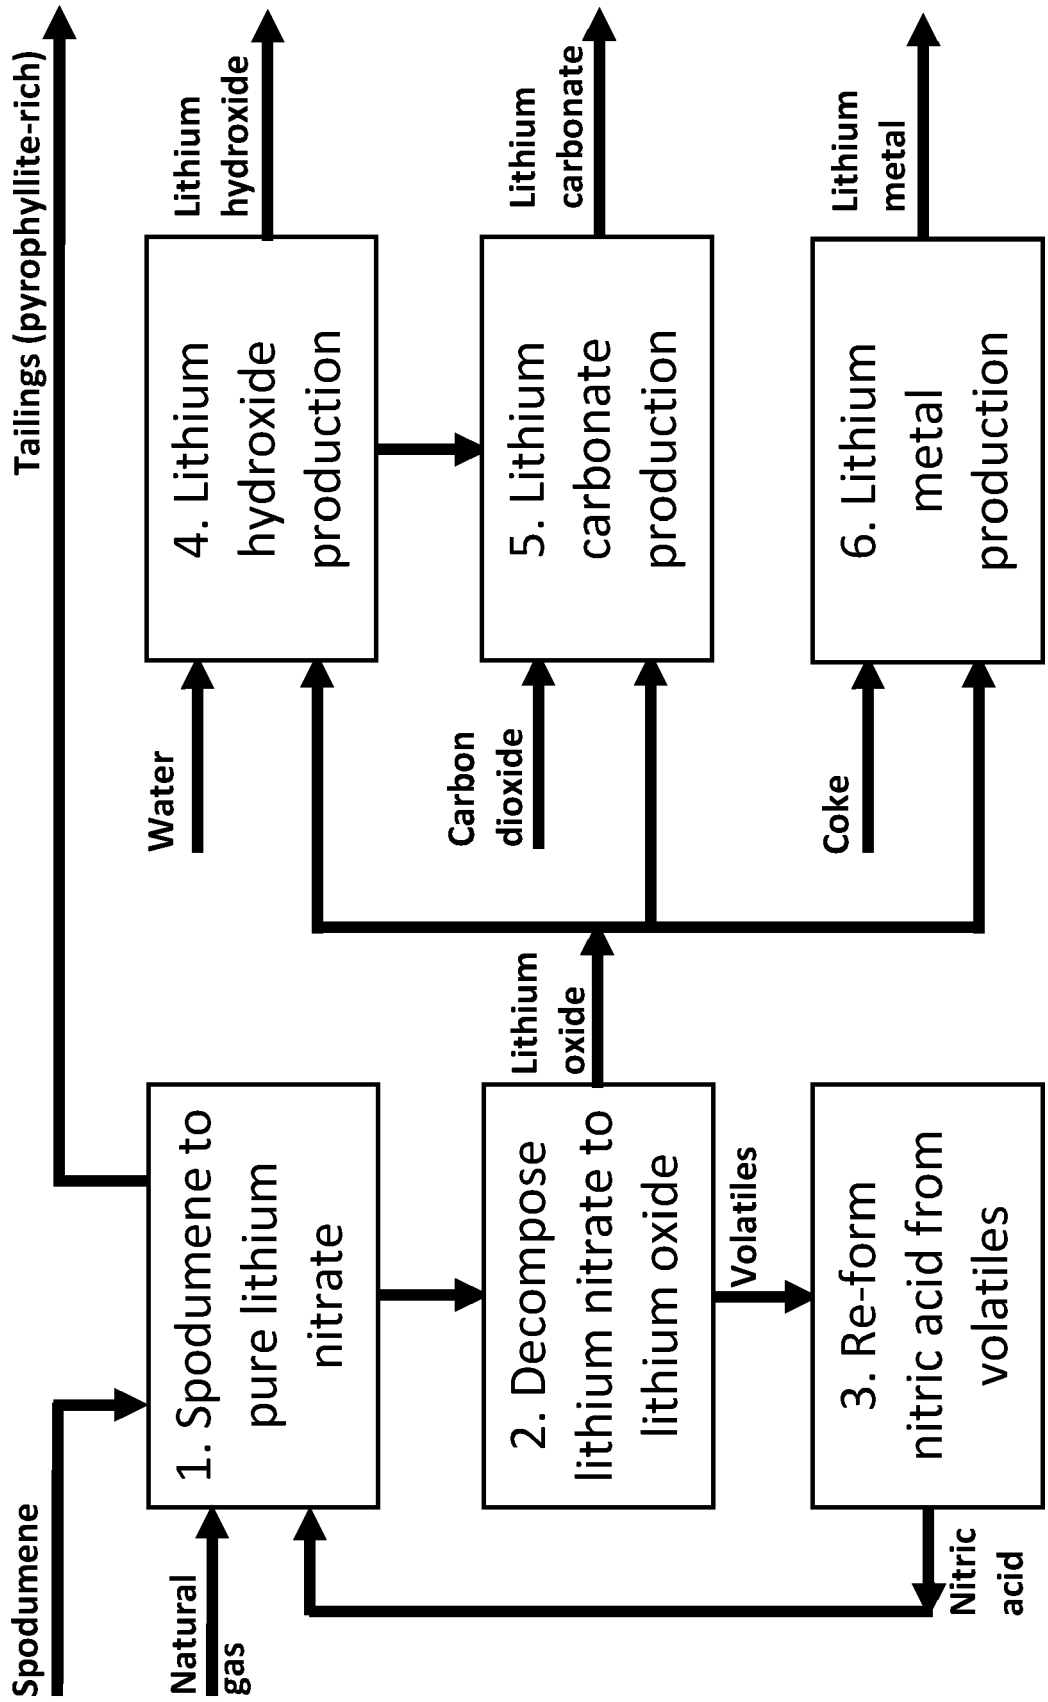 Spodumene
Tailings (pyrophyllite-rich)
Natural
gas
1. Spodumene to
pure lithium
nitrate
Water
4. Lithium
hydroxide
production
Lithium
hydroxide
2. Decompose
lithium nitrate to
lithium oxide
Lithium
oxide
Carbon
dioxide
5. Lithium
carbonate
production
Lithium
carbonate
Volatiles
3. Re-form
nitric acid from
volatiles
Nitric
acid
Coke
6. Lithium
metal
production
Lithium
metal